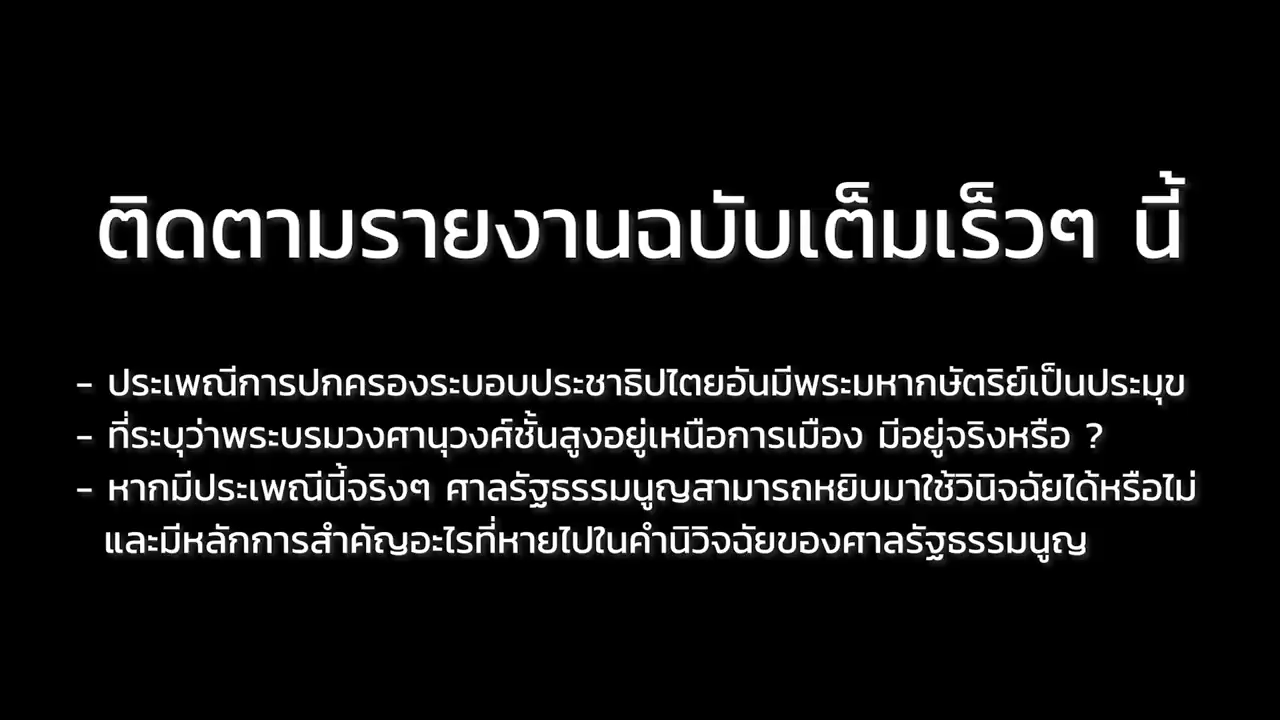 ติดตามรายงานฉบับเต็มเร็วๆ นี้
- ประเพณีการปกครองระบอบประชาธิปไตยอันมีพระมหากษัตริย์เป็นประมุข
- ที่ระบุว่าพระบรมวงศานุวงศ์ชั้นสูงอยู่เหนือการเมือง มีอยู่จริงหรือ ?
- หากมีประเพณีนี้จริงๆ ศาลรัฐธรรมนูญสามารถหยิบมาใช้วินิจฉัยได้หรือไม่
และมีหลักการสำคัญอะไรที่หายไปในคำนิวิจฉัยของศาลรัฐธรรมนูญ